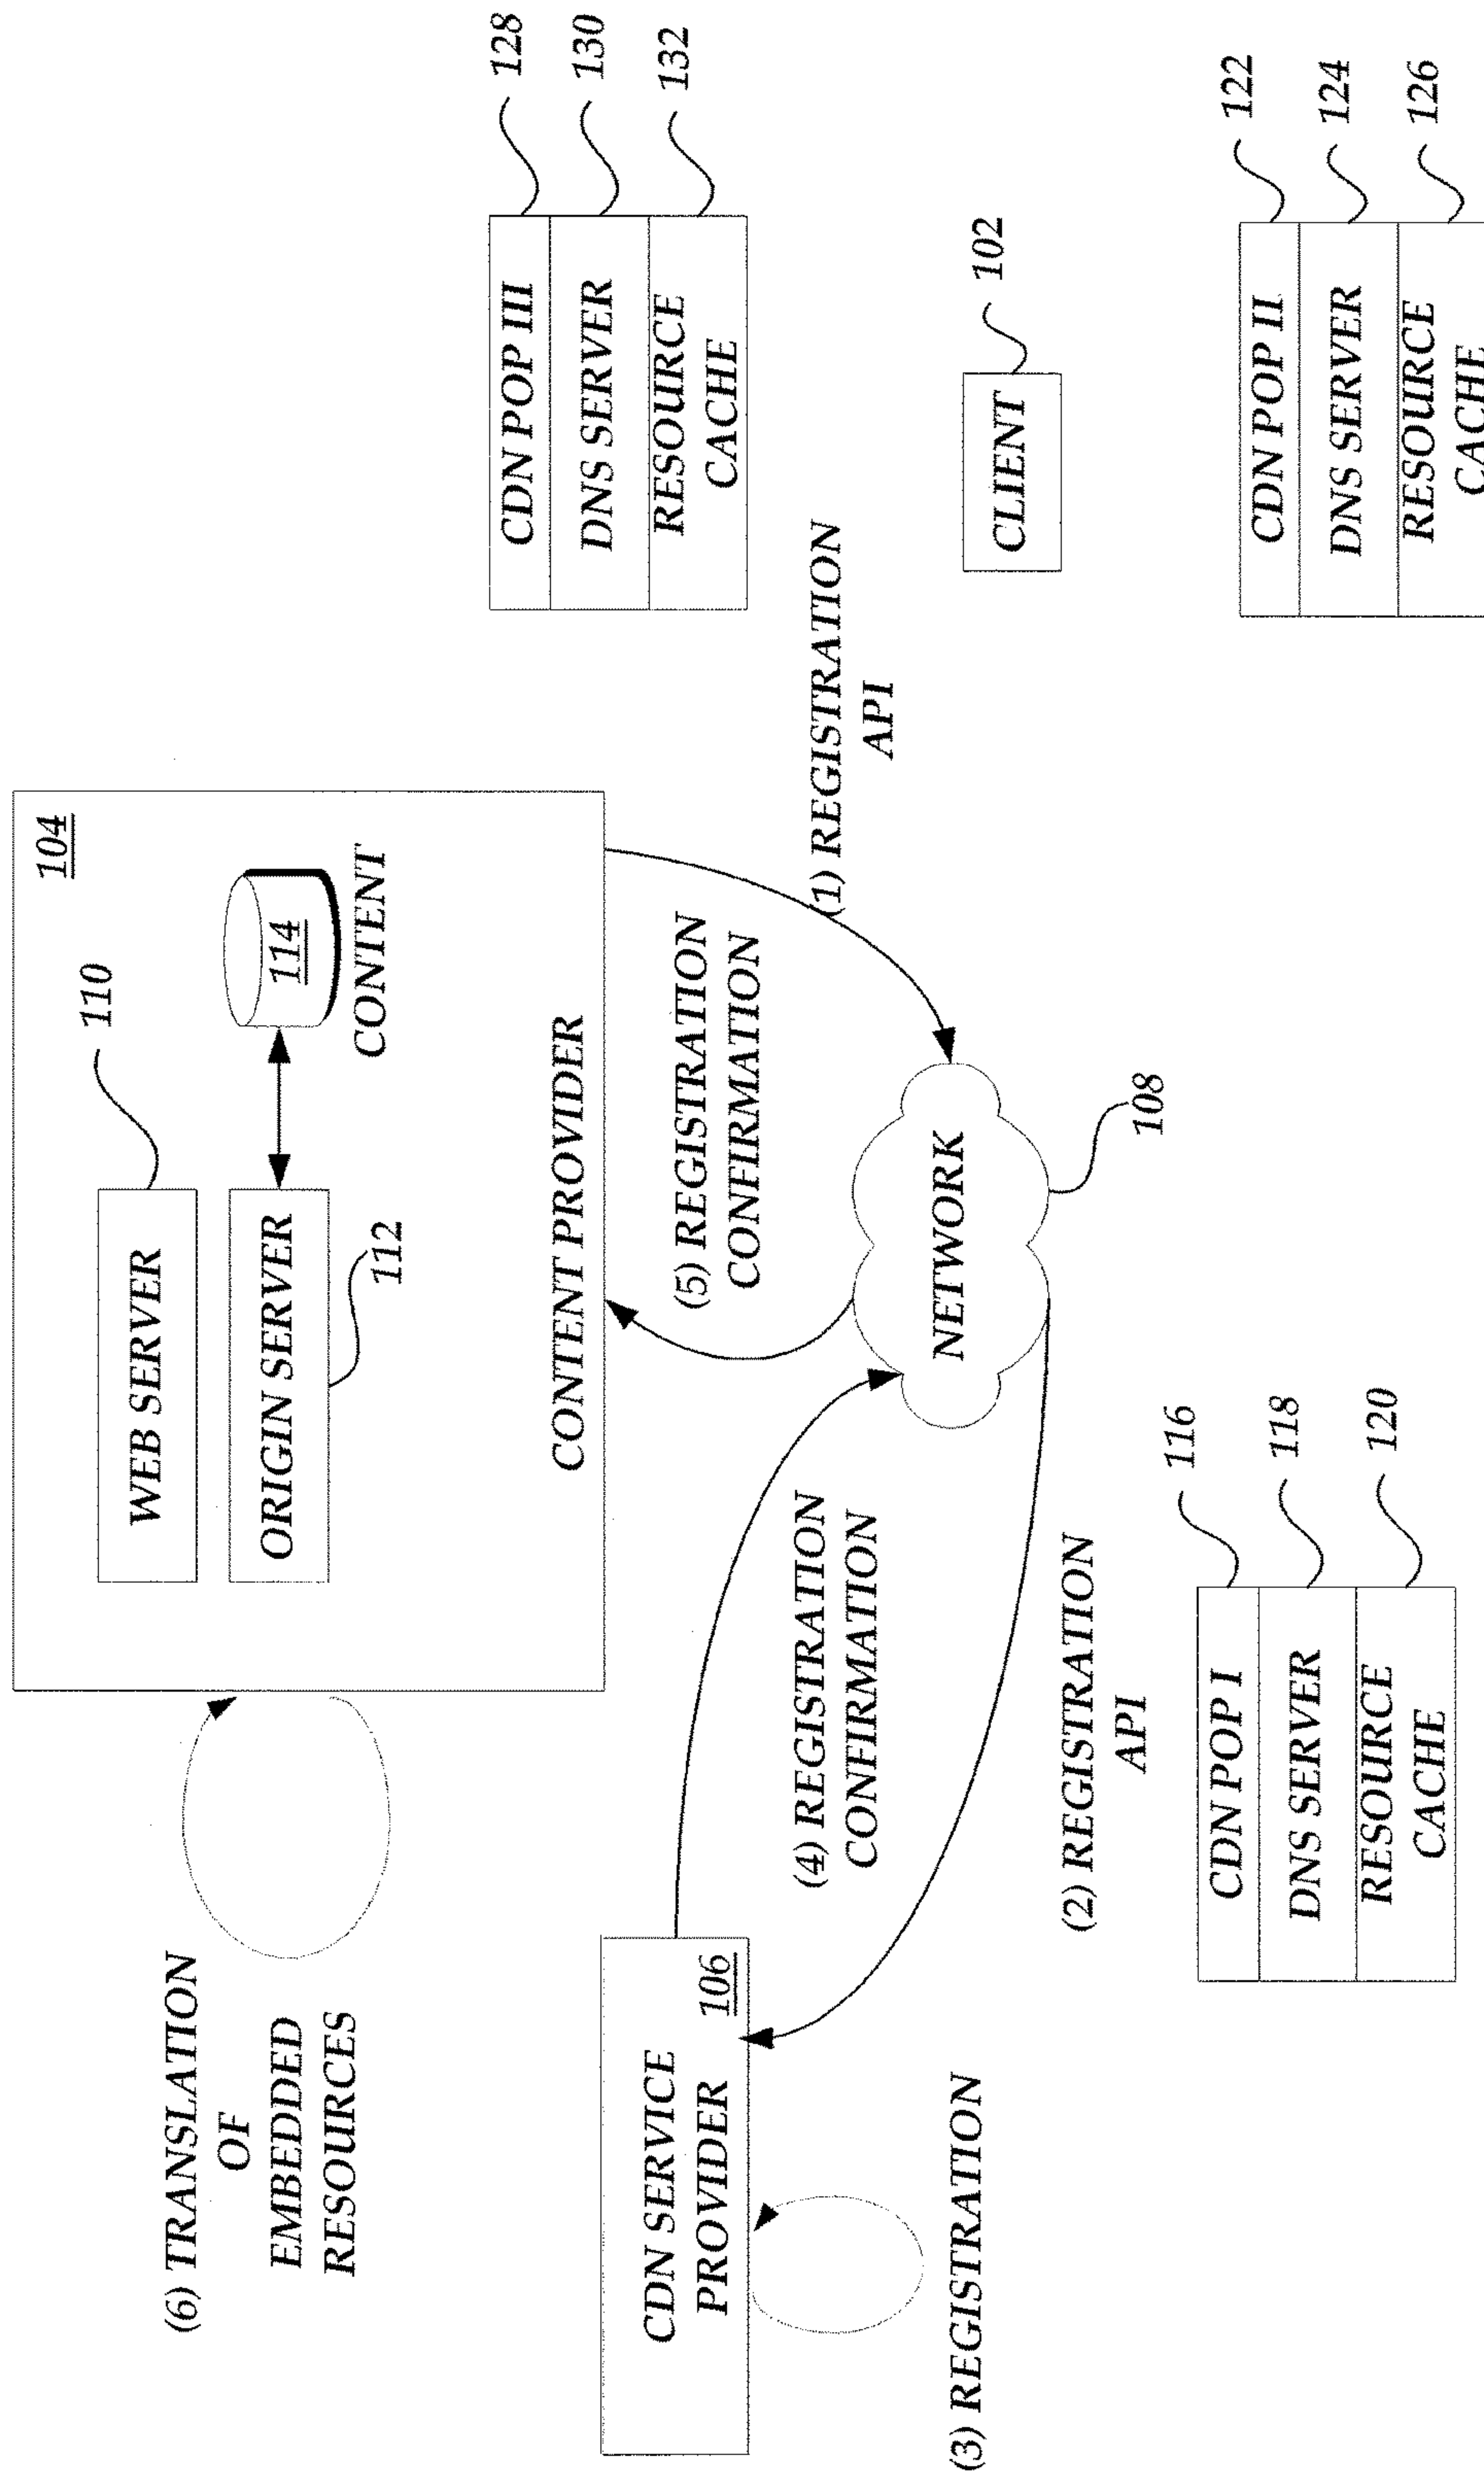 104
WEB SERVER
110
ORIGIN SERVER
112
114
CONTENT
CONTENT PROVIDER
(6) TRANSLATION
OF
EMBEDDED
RESOURCES
CDN SERVICE
PROVIDER
106
(3) REGISTRATION
(4) REGISTRATION
CONFIRMATION
(5) REGISTRATION
CONFIRMATION
(1) REGISTRATION
API
(2) REGISTRATION
API
NETWORK
108
CDN POP III
128
DNS SERVER
130
RESOURCE
CACHE
132
CLIENT
102
CDN POP I
116
DNS SERVER
118
RESOURCE
CACHE
120
CDN POP II
122
DNS SERVER
124
RESOURCE
CACHE
126